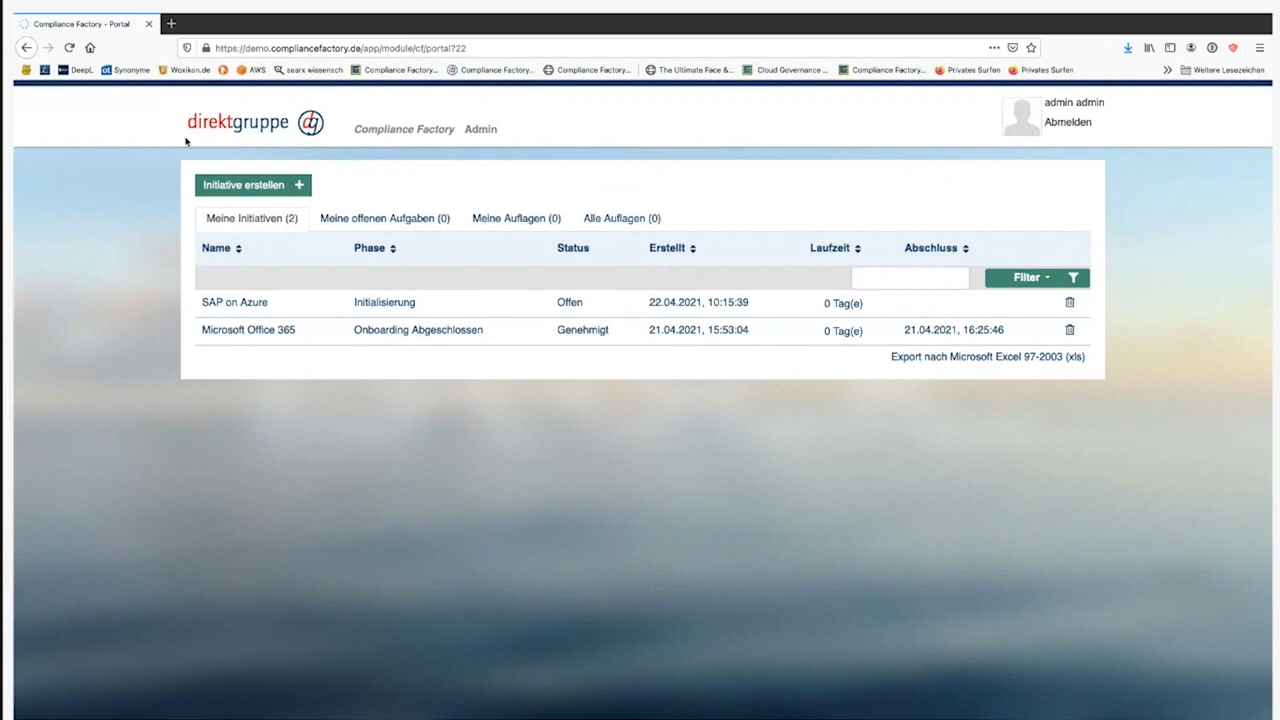 Compliance Factory - Portal
https://demo.compliancefactory.de/app/module/cf/portal?22
DeepL Synonyme Woxikon.de AWS searx wissensch Compliance Factory... Compliance Factory... Compliance Factory... The Ultimate Face &... Cloud Governance ... Compliance Factory... Privates Surfen Privates Surfen Weitere Lesezeichen
admin admin
direktgruppe dg Compliance Factory Admin Abmelden
Initiative erstellen +
Meine Initiativen (2) Meine offenen Aufgaben (0) Meine Auflagen (0) Alle Auflagen (0)
Name Phase Status Erstellt Laufzeit Abschluss
Filter
SAP on Azure Initialisierung Offen 22.04.2021, 10:15:39 0 Tag(e)
Microsoft Office 365 Onboarding Abgeschlossen Genehmigt 21.04.2021, 15:53:04 0 Tag(e) 21.04.2021, 16:25:46
Export nach Microsoft Excel 97-2003 (xls)